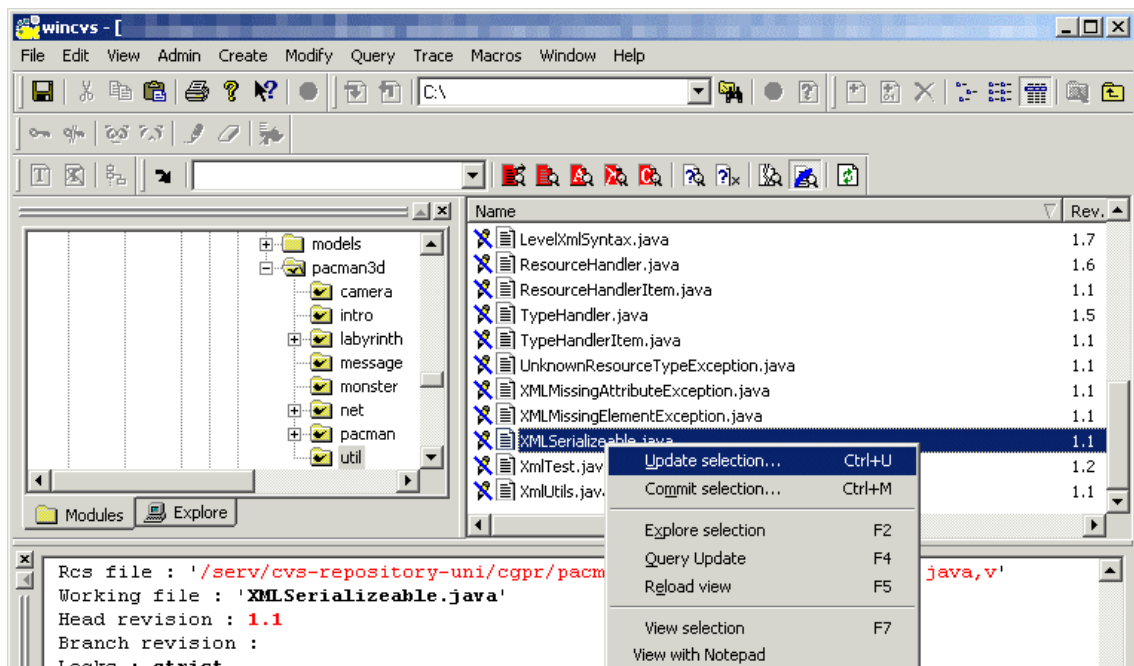 wincvs - [
File Edit View Admin Create Modify Query Trace Macros Window Help
C:\
Name Rev.
models
pacman3d
camera
intro
labyrinth
message
monster
net
pacman
util
Modules Explore
LevelXmlSyntax.java 1.7
ResourceHandler.java 1.6
ResourceHandlerItem.java 1.1
TypeHandler.java 1.5
TypeHandlerItem.java 1.1
UnknownResourceTypeException.java 1.1
XMLMissingAttributeException.java 1.1
XMLMissingElementException.java 1.1
XMLSerializeable.java 1.1
XmlTest.jav 1.2
XmlUtils.jav 1.1
Update selection... Ctrl+U
Commit selection... Ctrl+M
Explore selection F2
Query Update F4
Reload view F5
View selection F7
View with Notepad
Rcs file : '/serv/cvs-repository-uni/cgpr/pacm java,v'
Working file : 'XMLSerializeable.java'
Head revision : 1.1
Branch revision :
Locks : strict